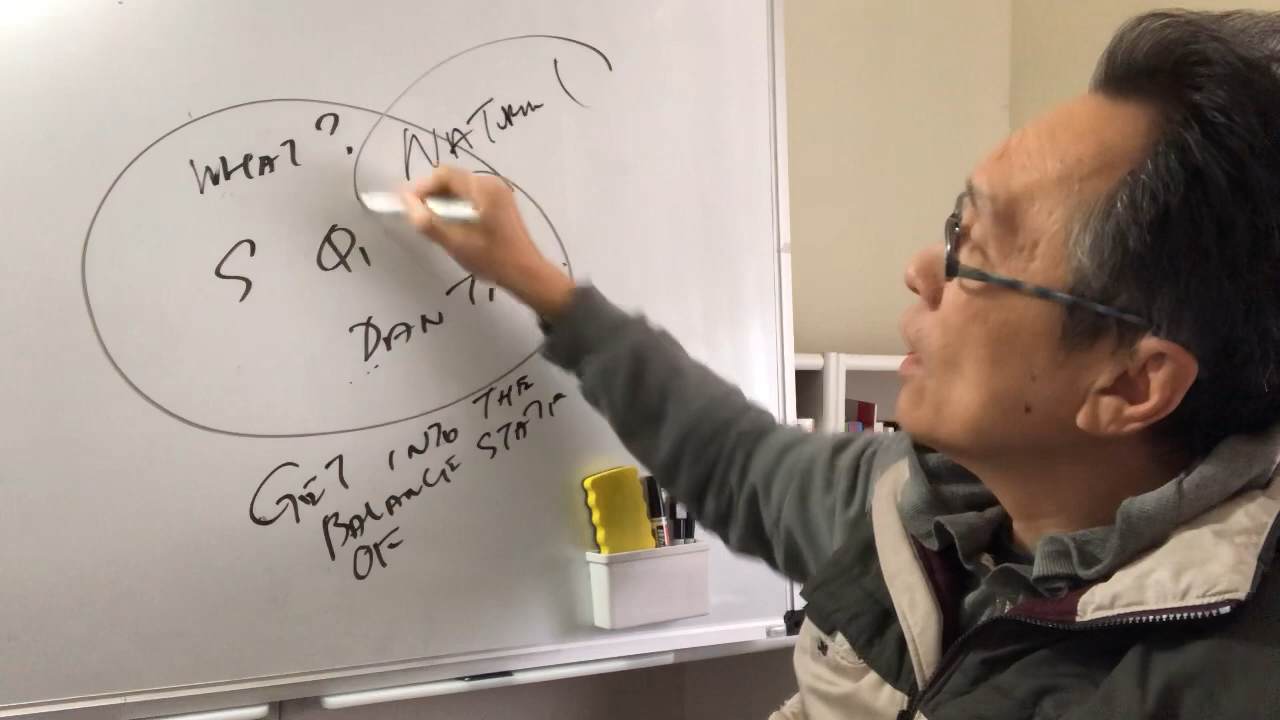 WHAT?
NATURAL
S QI
DAN TI
GET INTO THE
BALANCE STATE
OF